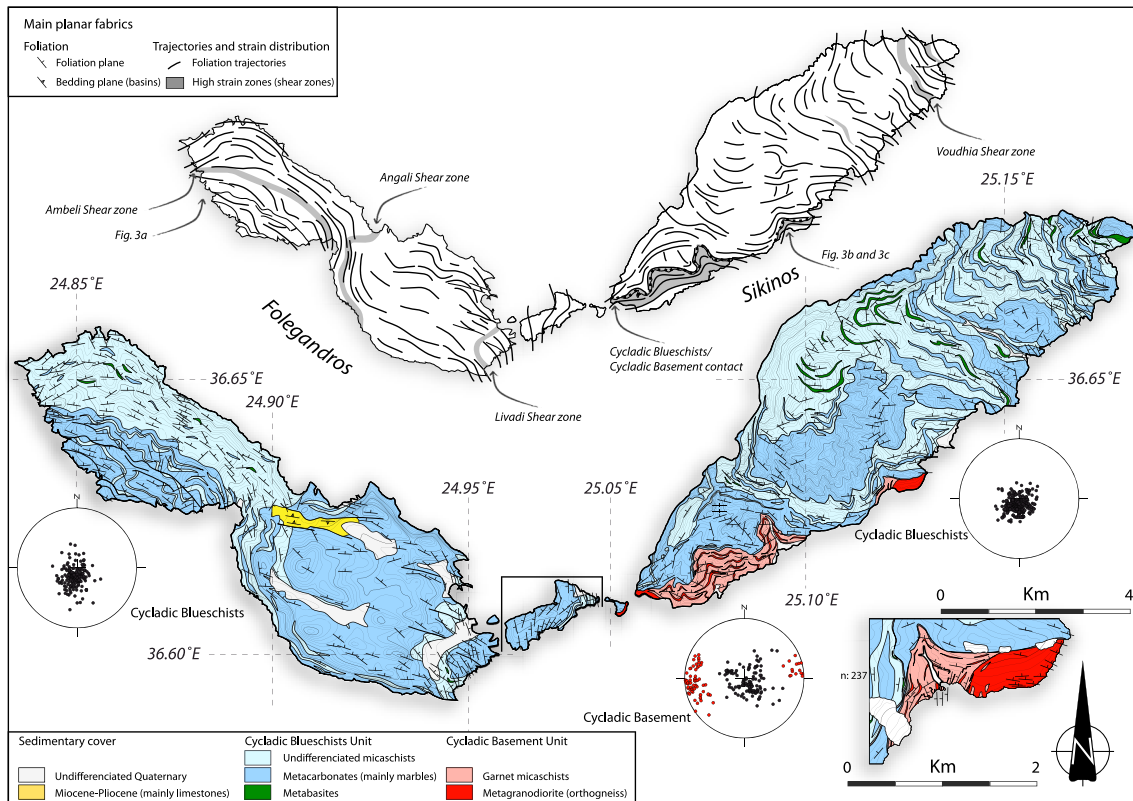 Main planar fabrics
Foliation
Foliation plane
Bedding plane (basins)
Trajectories and strain distribution
Foliation trajectories
High strain zones (shear zones)
Voudhia Shear zone
25.15˚E
Angali Shear zone
Ambeli Shear zone
Fig. 3a
Fig. 3b and 3c
24.85˚E
Folegandros
Sikinos
Cycladic Blueschists/
Cycladic Basement contact
36.65˚E
24.90˚E
36.65˚E
Livadi Shear zone
24.95˚E
25.05˚E
N
N
Cycladic Blueschists
Cycladic Blueschists
25.10˚E
0 Km 4
36.60˚E
N
n: 237
Cycladic Basement
Sedimentary cover
Undifferenciated Quaternary
Miocene-Pliocene (mainly limestones)
Cycladic Blueschists Unit
Undifferenciated micaschists
Metacarbonates (mainly marbles)
Metabasites
Cycladic Basement Unit
Garnet micaschists
Metagranodiorite (orthogneiss)
0 Km 2
N